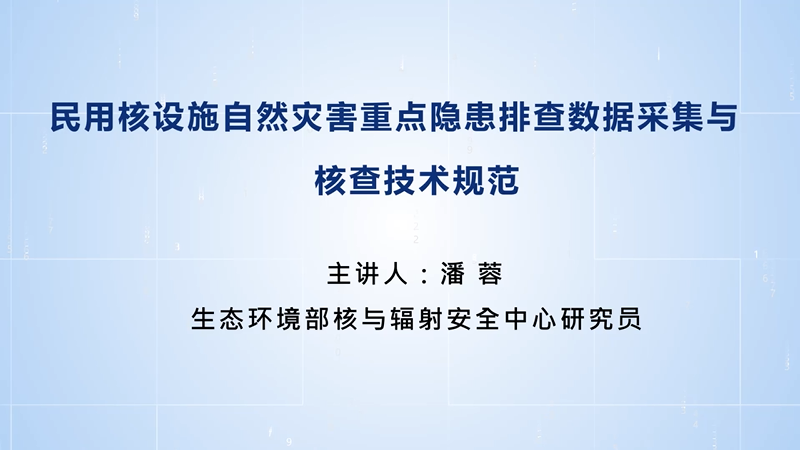 民用核设施自然灾害重点隐患排查数据采集与
核查技术规范
主讲人：潘 蓉
生态环境部核与辐射安全中心研究员